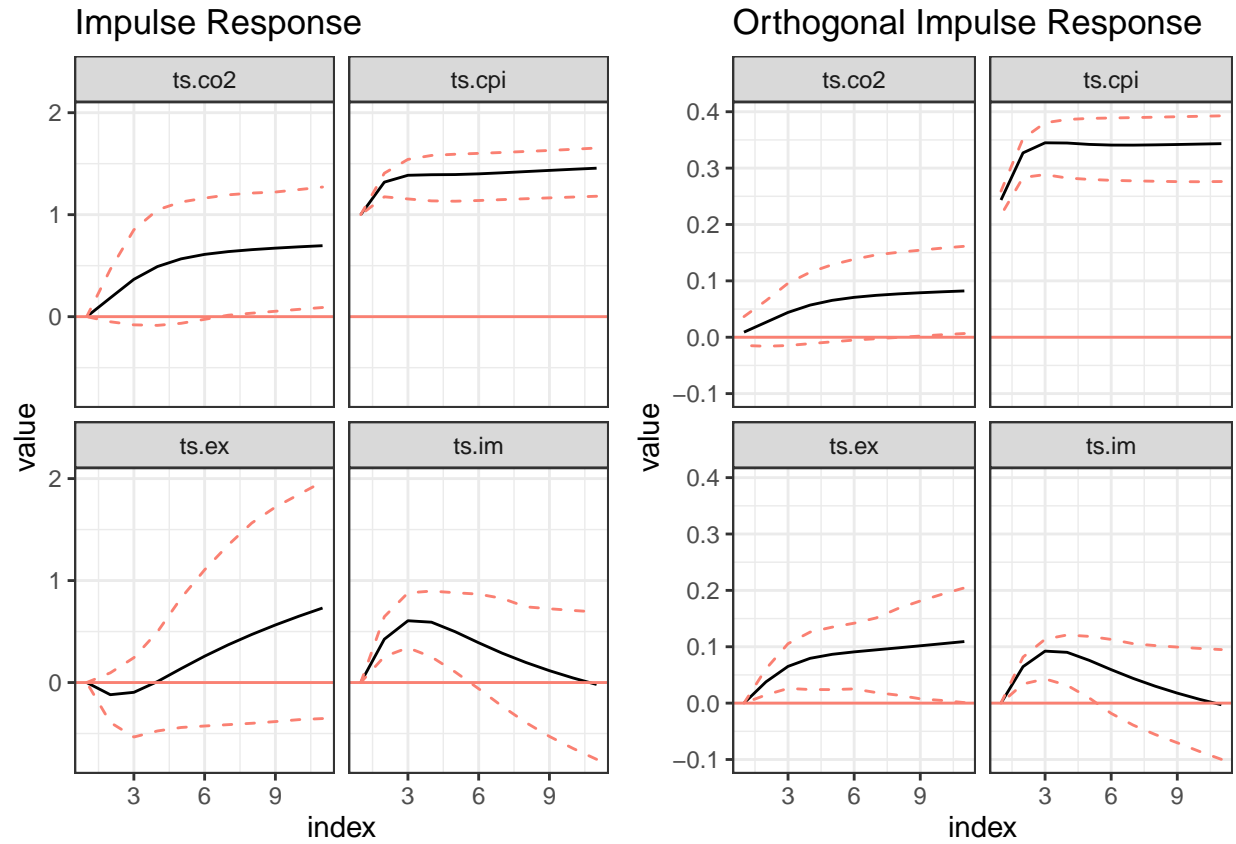 Impulse Response
ts.co2
ts.cpi
2
1
0
ts.ex
ts.im
2
1
0
3
6
9
3
6
9
value
index
Orthogonal Impulse Response
ts.co2
ts.cpi
0.4
0.3
0.2
0.1
0.0
−0.1
ts.ex
ts.im
0.4
0.3
0.2
0.1
0.0
−0.1
3
6
9
3
6
9
value
index